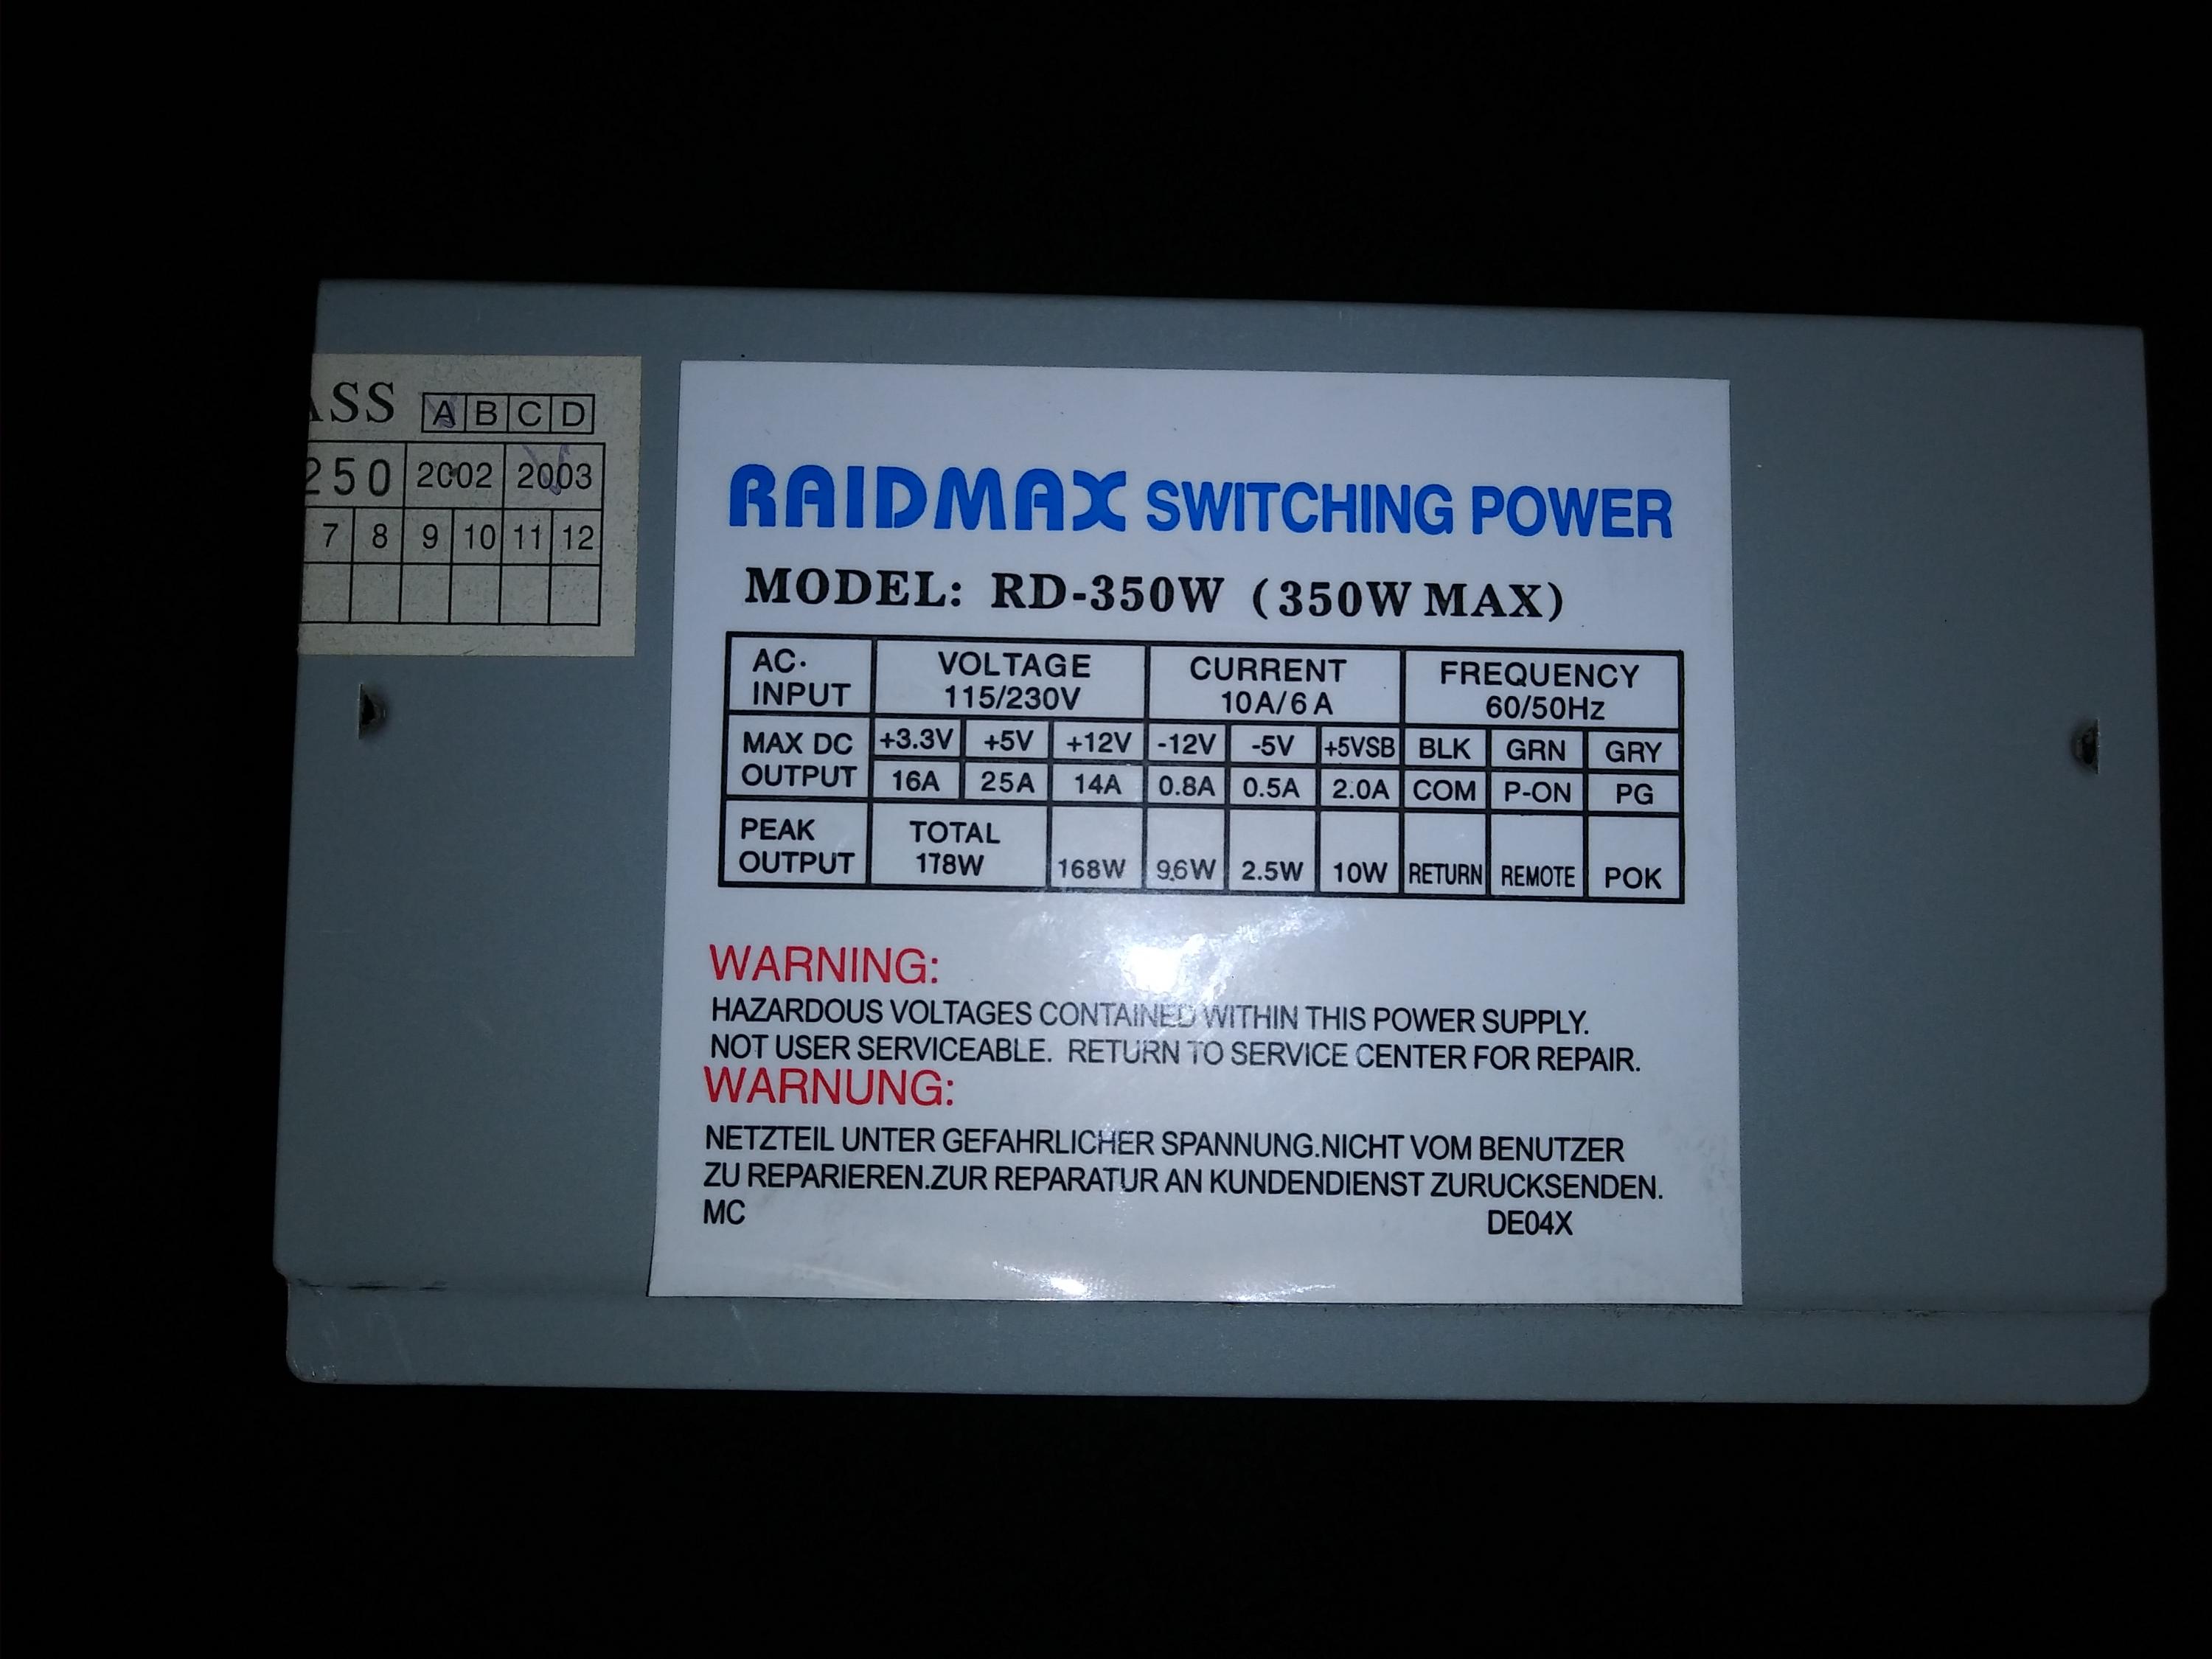 ASS A B C D
250 2002 2003
7 8 9 10 11 12
RAIDMAX SWITCHING POWER
MODEL: RD-350W (350W MAX)
AC· INPUT VOLTAGE 115/230V CURRENT 10A/6A FREQUENCY 60/50Hz
MAX DC OUTPUT +3.3V +5V +12V -12V -5V +5VSB BLK GRN GRY
16A 25A 14A 0.8A 0.5A 2.0A COM P-ON PG
PEAK OUTPUT TOTAL 178W 168W 9.6W 2.5W 10W RETURN REMOTE POK
WARNING:
HAZARDOUS VOLTAGES CONTAINED WITHIN THIS POWER SUPPLY.
NOT USER SERVICEABLE. RETURN TO SERVICE CENTER FOR REPAIR.
WARNUNG:
NETZTEIL UNTER GEFAHRLICHER SPANNUNG.NICHT VOM BENUTZER
ZU REPARIEREN.ZUR REPARATUR AN KUNDENDIENST ZURUCKSENDEN.
MC DE04X